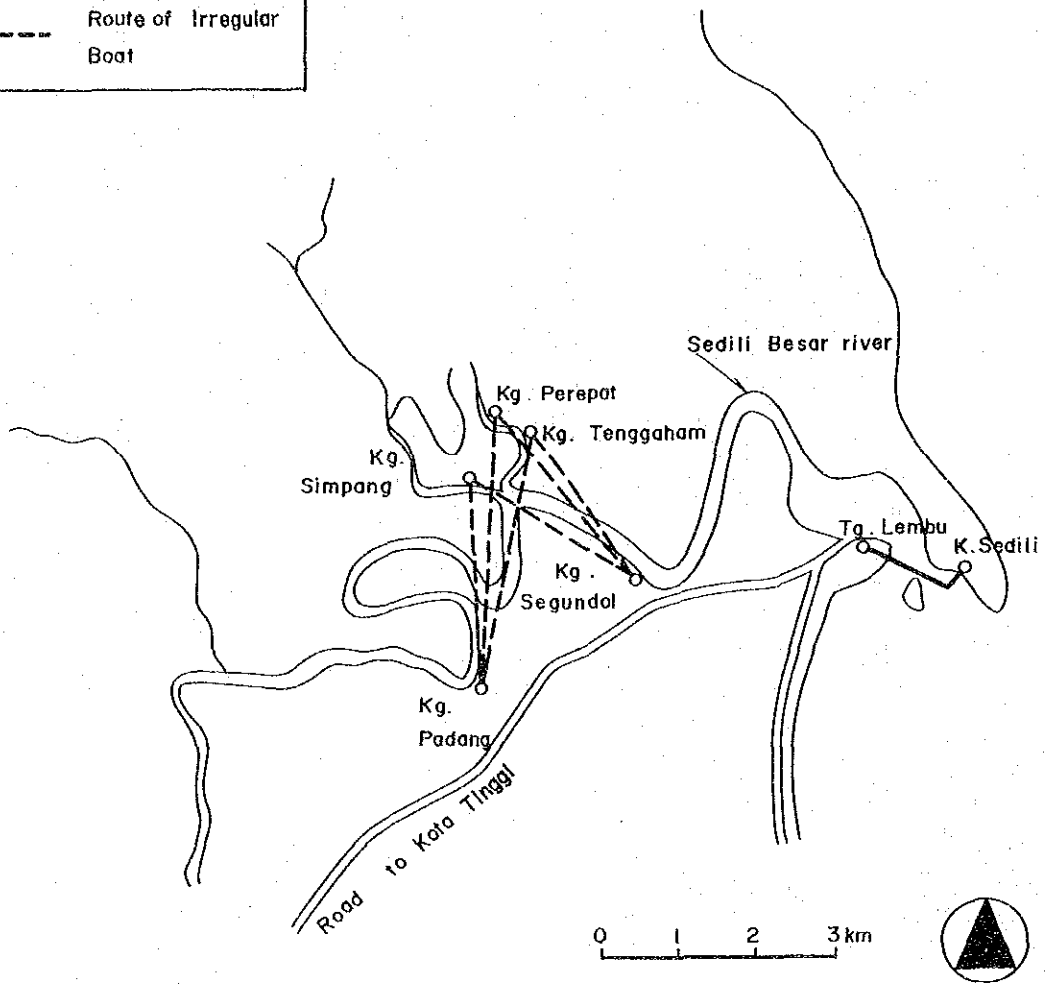 Route of Irregular
Boat
Sedili Besar river
Kg. Perepat
Kg. Tenggaham
Kg.
Simpang
Tg. Lembu
K. Sedili
Kg.
Segundol
Kg.
Padang
Road to Kota Tinggi
0 1 2 3 km